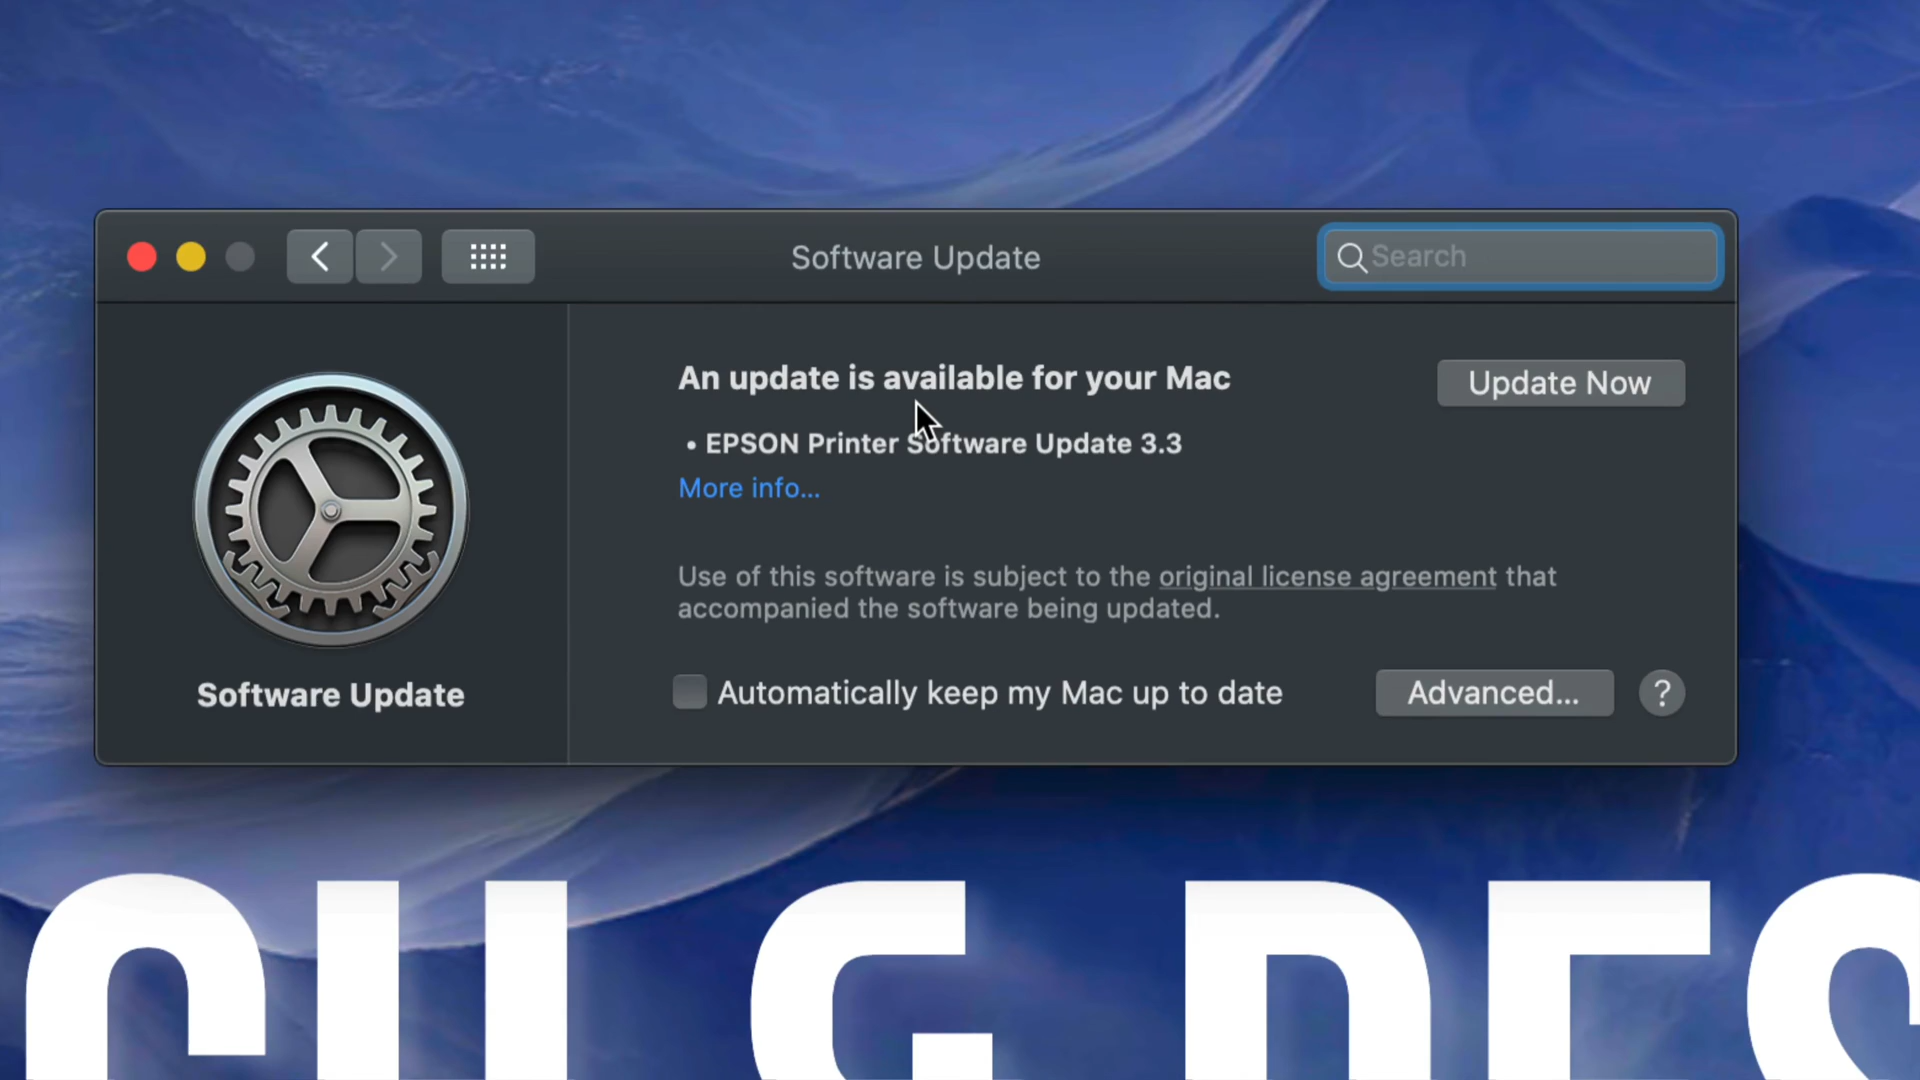 Software Update
Search
An update is available for your Mac
Update Now
• EPSON Printer Software Update 3.3
More info...
Use of this software is subject to the original license agreement that
accompanied the software being updated.
Software Update
Automatically keep my Mac up to date
Advanced...
?